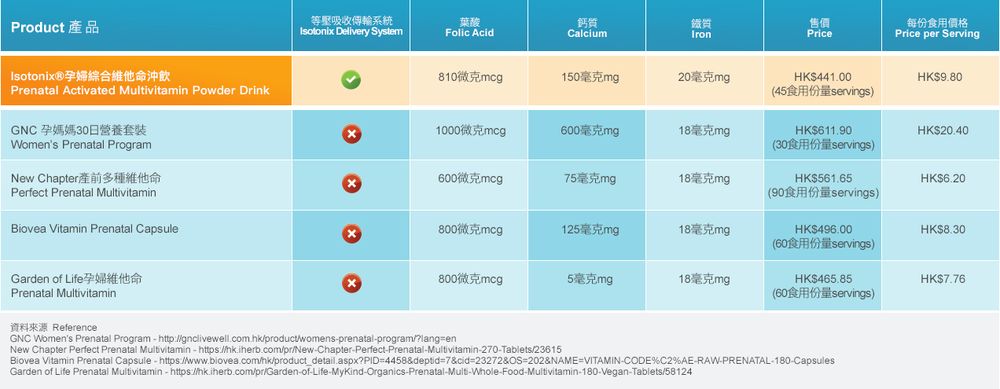 Product 產 品
等壓吸收傳輸系統
Isotonix Delivery System
葉酸
Folic Acid
鈣質
Calcium
鐵質
Iron
售價
Price
每份食用價格
Price per Serving
Isotonix®孕婦綜合維他命沖飲
Prenatal Activated Multivitamin Powder Drink
810微克mcg
150毫克mg
20毫克mg
HK$441.00
(45食用份量servings)
HK$9.80
GNC 孕媽媽30日營養套裝
Women's Prenatal Program
1000微克mcg
600毫克mg
18毫克mg
HK$611.90
(30食用份量servings)
HK$20.40
New Chapter產前多種維他命
Perfect Prenatal Multivitamin
600微克mcg
75毫克mg
18毫克mg
HK$561.65
(90食用份量servings)
HK$6.20
Biovea Vitamin Prenatal Capsule
800微克mcg
125毫克mg
18毫克mg
HK$496.00
(60食用份量servings)
HK$8.30
Garden of Life孕婦維他命
Prenatal Multivitamin
800微克mcg
5毫克mg
18毫克mg
HK$465.85
(60食用份量servings)
HK$7.76
資料來源 Reference
GNC Women's Prenatal Program - http://gnclivewell.com.hk/product/womens-prenatal-program/?lang=en
New Chapter Perfect Prenatal Multivitamin - https://hk.iherb.com/pr/New-Chapter-Perfect-Prenatal-Multivitamin-270-Tablets/23615
Biovea Vitamin Prenatal Capsule - https://www.biovea.com/hk/product_detail.aspx?PID=4458&deptid=7&cid=23272&OS=202&NAME=VITAMIN-CODE%C2%AE-RAW-PRENATAL-180-Capsules
Garden of Life Prenatal Multivitamin - https://hk.iherb.com/pr/Garden-of-Life-MyKind-Organics-Prenatal-Multi-Whole-Food-Multivitamin-180-Vegan-Tablets/58124